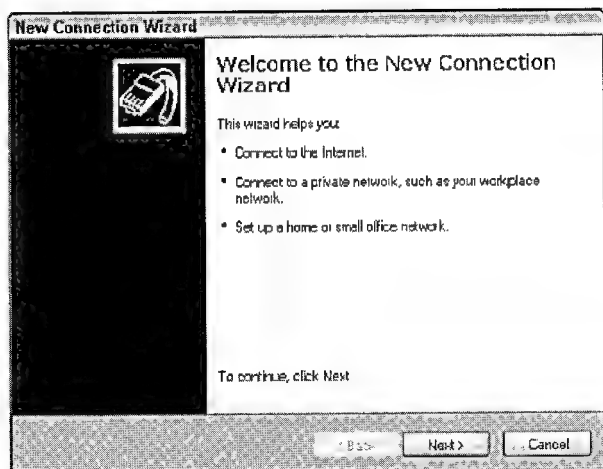 New Connection Wizard
Welcome to the New Connection
Wizard
This wizard helps you:
• Connect to the Internet.
• Connect to a private network, such as your workplace
network.
• Set up a home or small office network.
To continue, click Next
< Back
Next >
Cancel